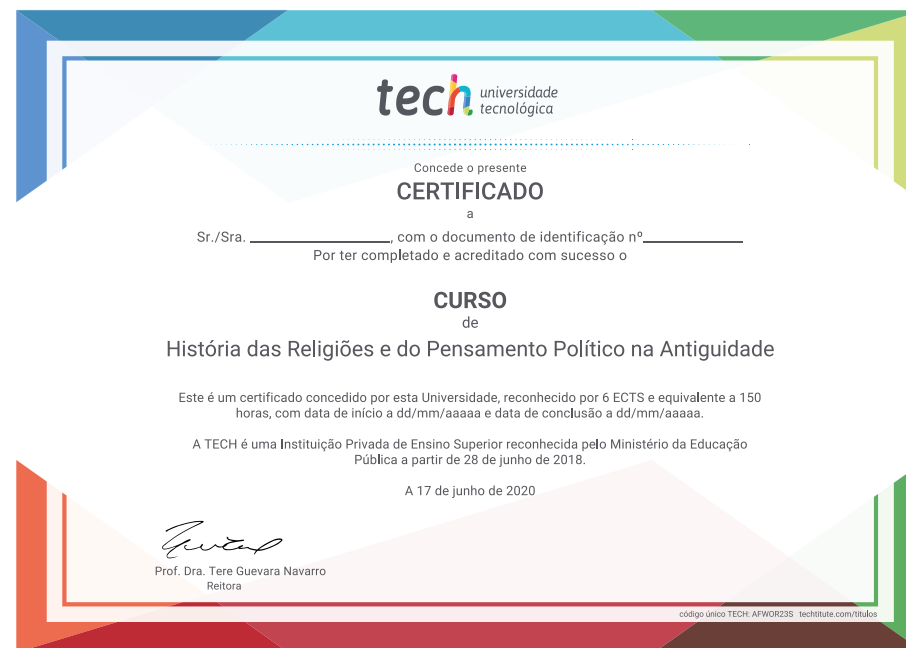 tech universidade
tecnológica
Concede o presente
CERTIFICADO
a
Sr./Sra. ____________________, com o documento de identificação nº______________
Por ter completado e acreditado com sucesso o
CURSO
de
História das Religiões e do Pensamento Político na Antiguidade
Este é um certificado concedido por esta Universidade, reconhecido por 6 ECTS e equivalente a 150
horas, com data de início a dd/mm/aaaaa e data de conclusão a dd/mm/aaaaa.
A TECH é uma Instituição Privada de Ensino Superior reconhecida pelo Ministério da Educação
Pública a partir de 28 de junho de 2018.
A 17 de junho de 2020
Prof. Dra. Tere Guevara Navarro
Reitora
código único TECH: AFWOR23S techtitute.com/titulos